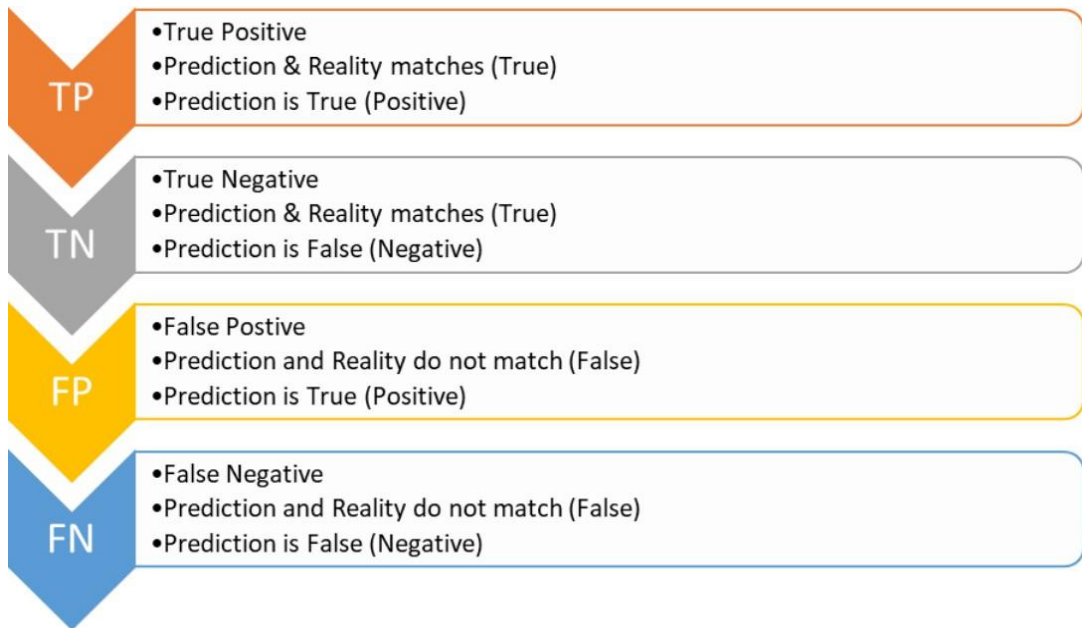 TP
•True Positive
•Prediction & Reality matches (True)
•Prediction is True (Positive)
TN
•True Negative
•Prediction & Reality matches (True)
•Prediction is False (Negative)
FP
•False Postive
•Prediction and Reality do not match (False)
•Prediction is True (Positive)
FN
•False Negative
•Prediction and Reality do not match (False)
•Prediction is False (Negative)